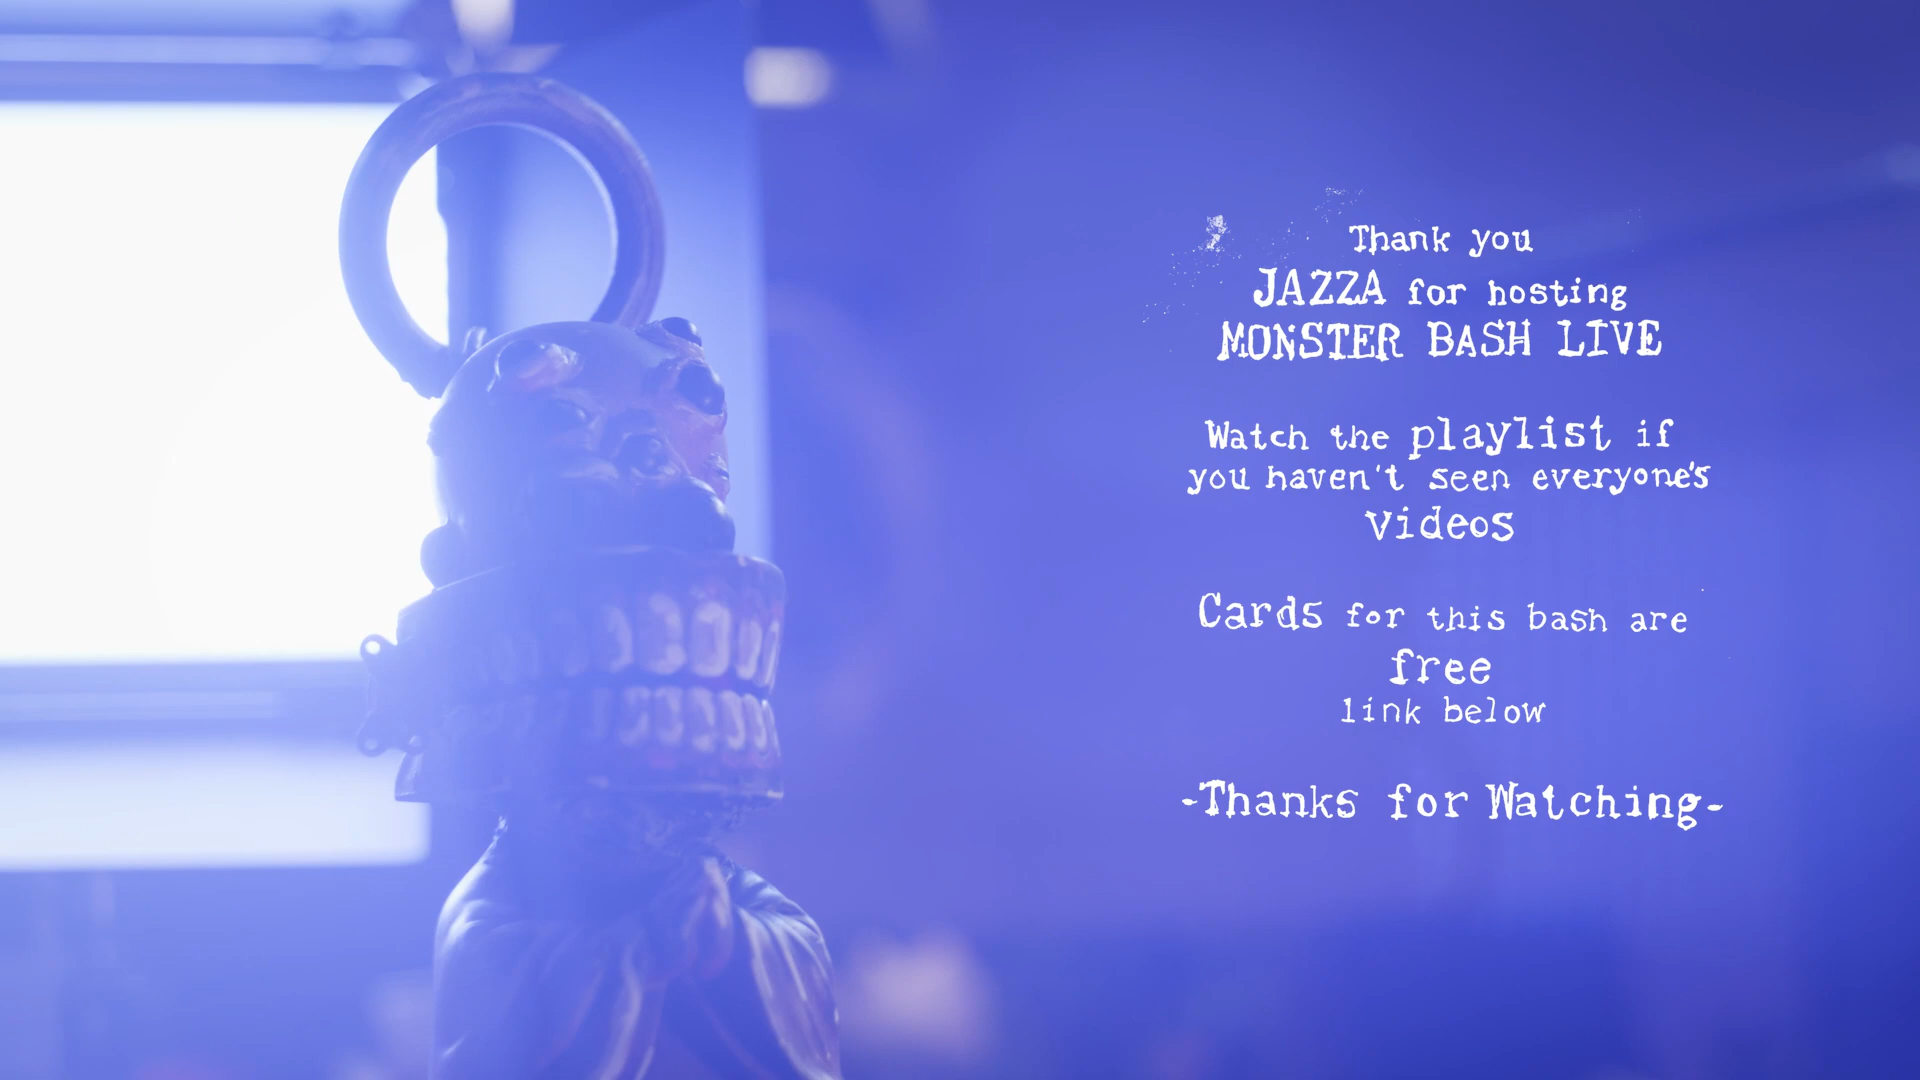 Thank you
JAZZA for hosting
MONSTER BASH LIVE
Watch the playlist if
you haven't seen everyone's
Videos
Cards for this bash are
free
link below
-Thanks for Watching-